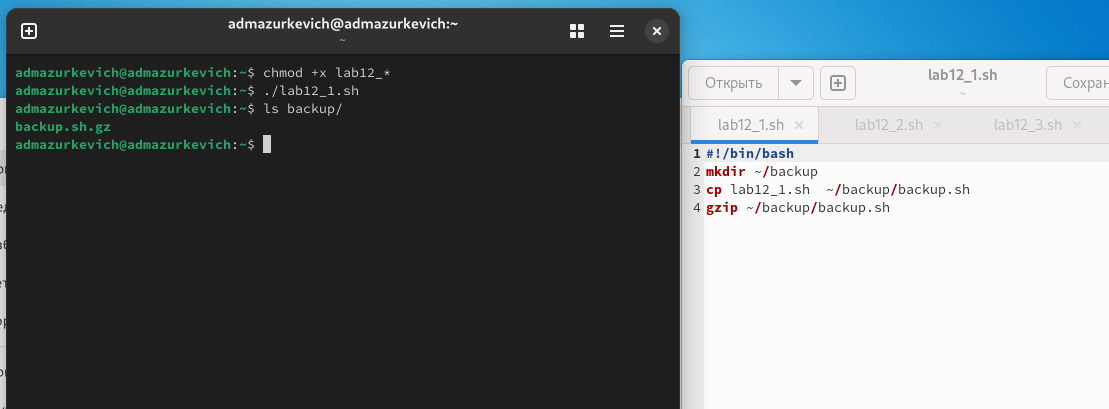 admazurkevich@admazurkevich:~
~
admazurkevich@admazurkevich:~$ chmod +x lab12_*
admazurkevich@admazurkevich:~$ ./lab12_1.sh
admazurkevich@admazurkevich:~$ ls backup/
backup.sh.gz
admazurkevich@admazurkevich:~$
Открыть
lab12_1.sh
~
Сохран
lab12_1.sh × lab12_2.sh × lab12_3.sh ×
1 #!/bin/bash
2 mkdir ~/backup
3 cp lab12_1.sh  ~/backup/backup.sh
4 gzip ~/backup/backup.sh